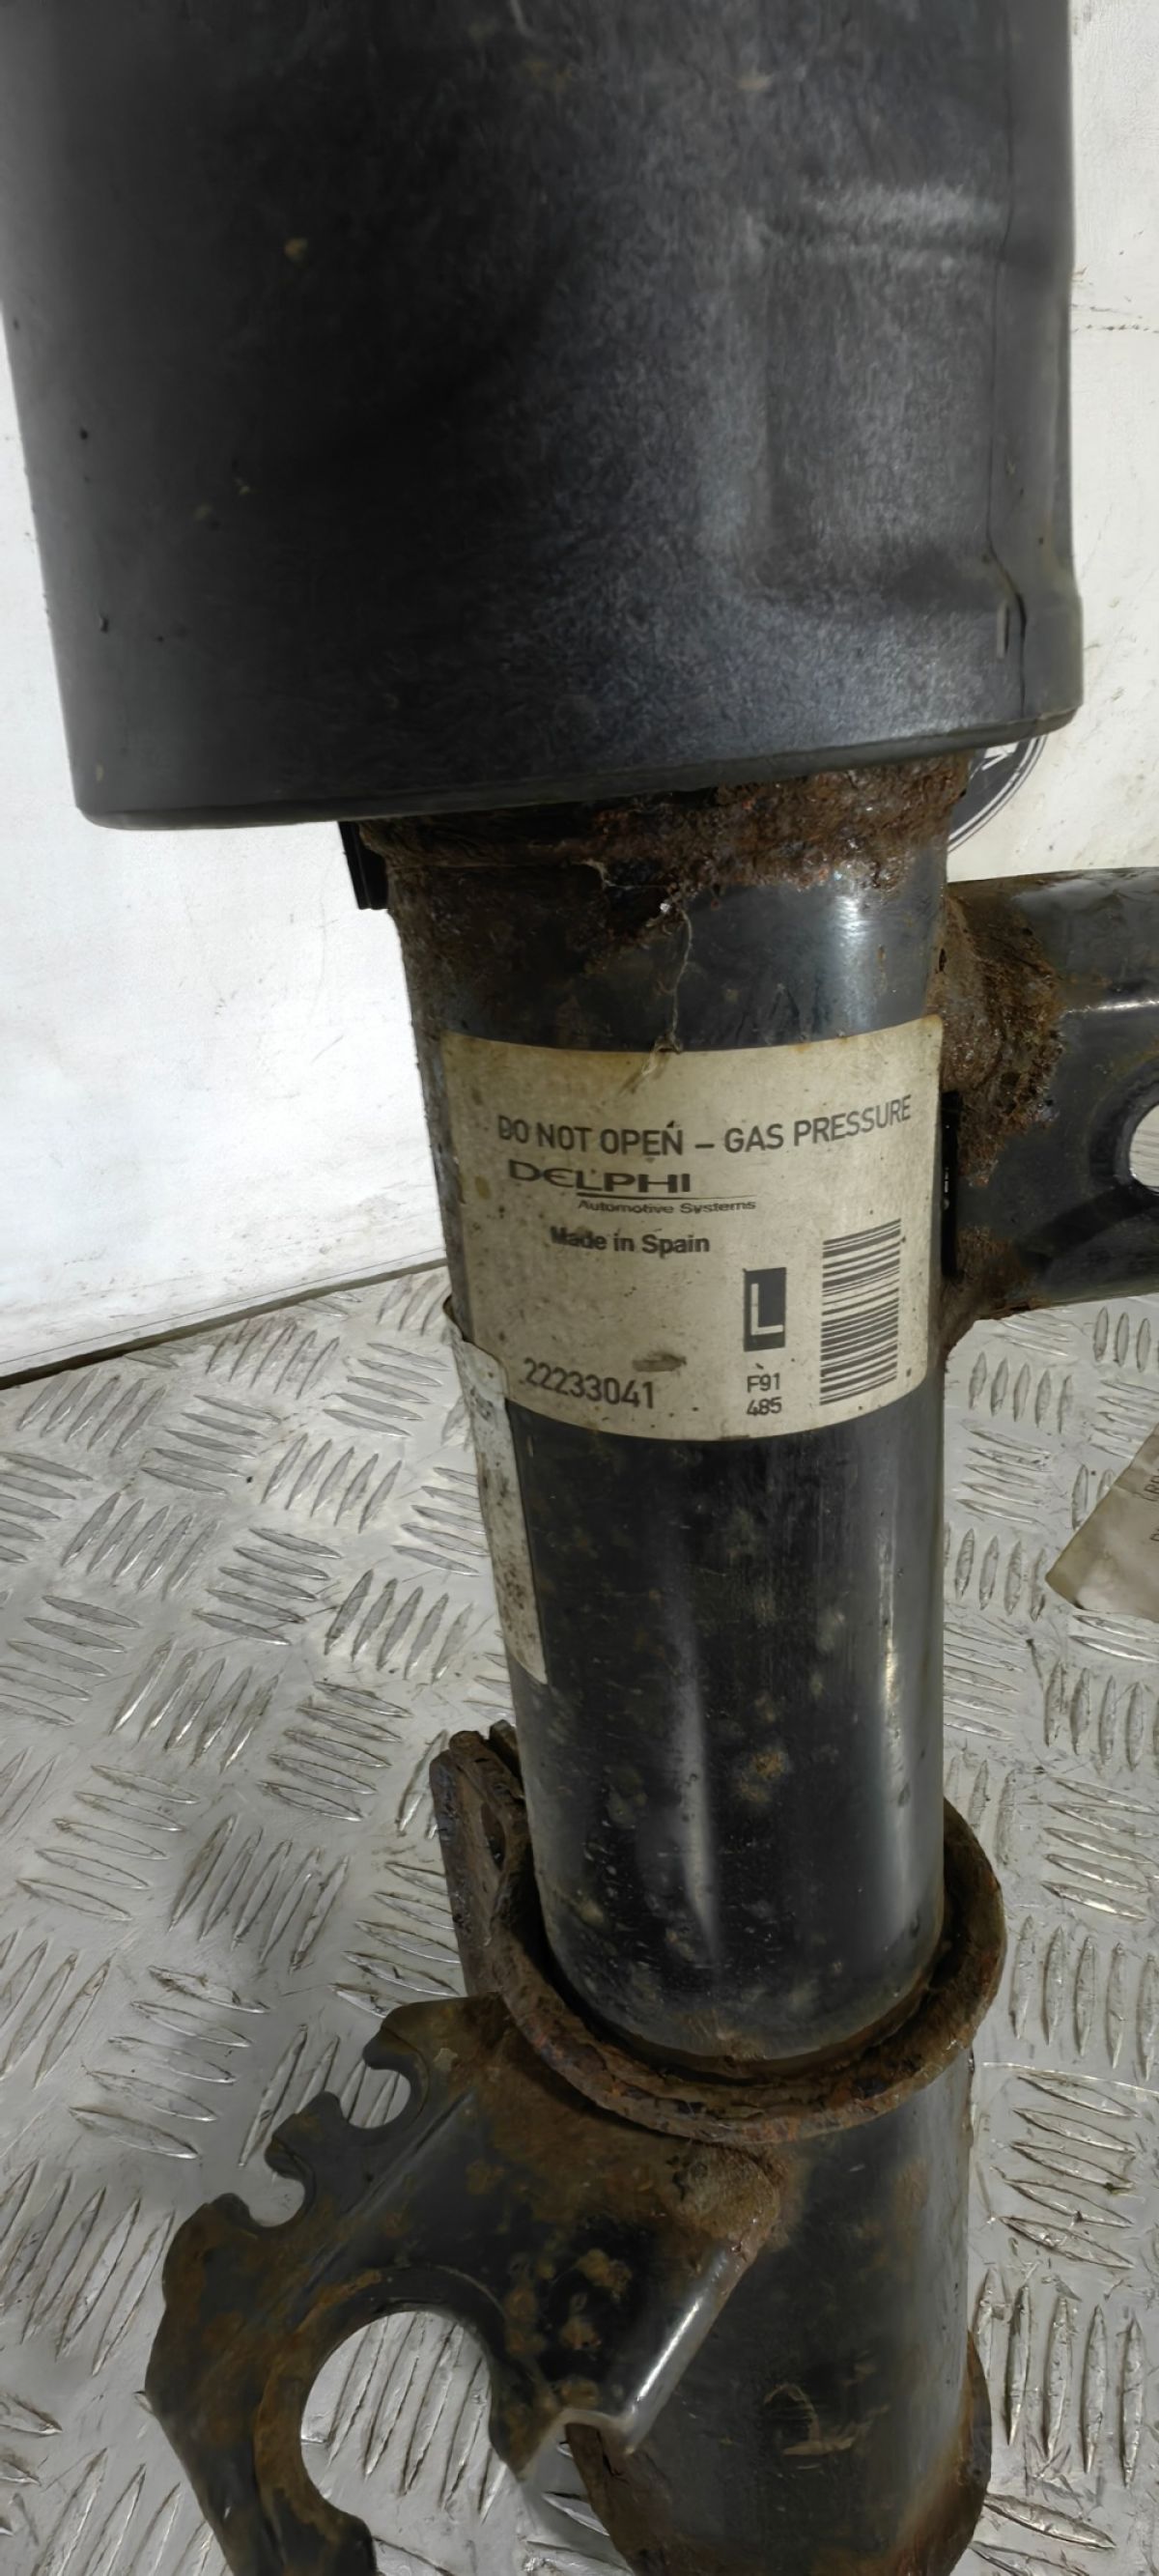 DO NOT OPEN – GAS PRESSURE
DELPHI
Automotive Systems
Made in Spain
L
22233041
F91
485